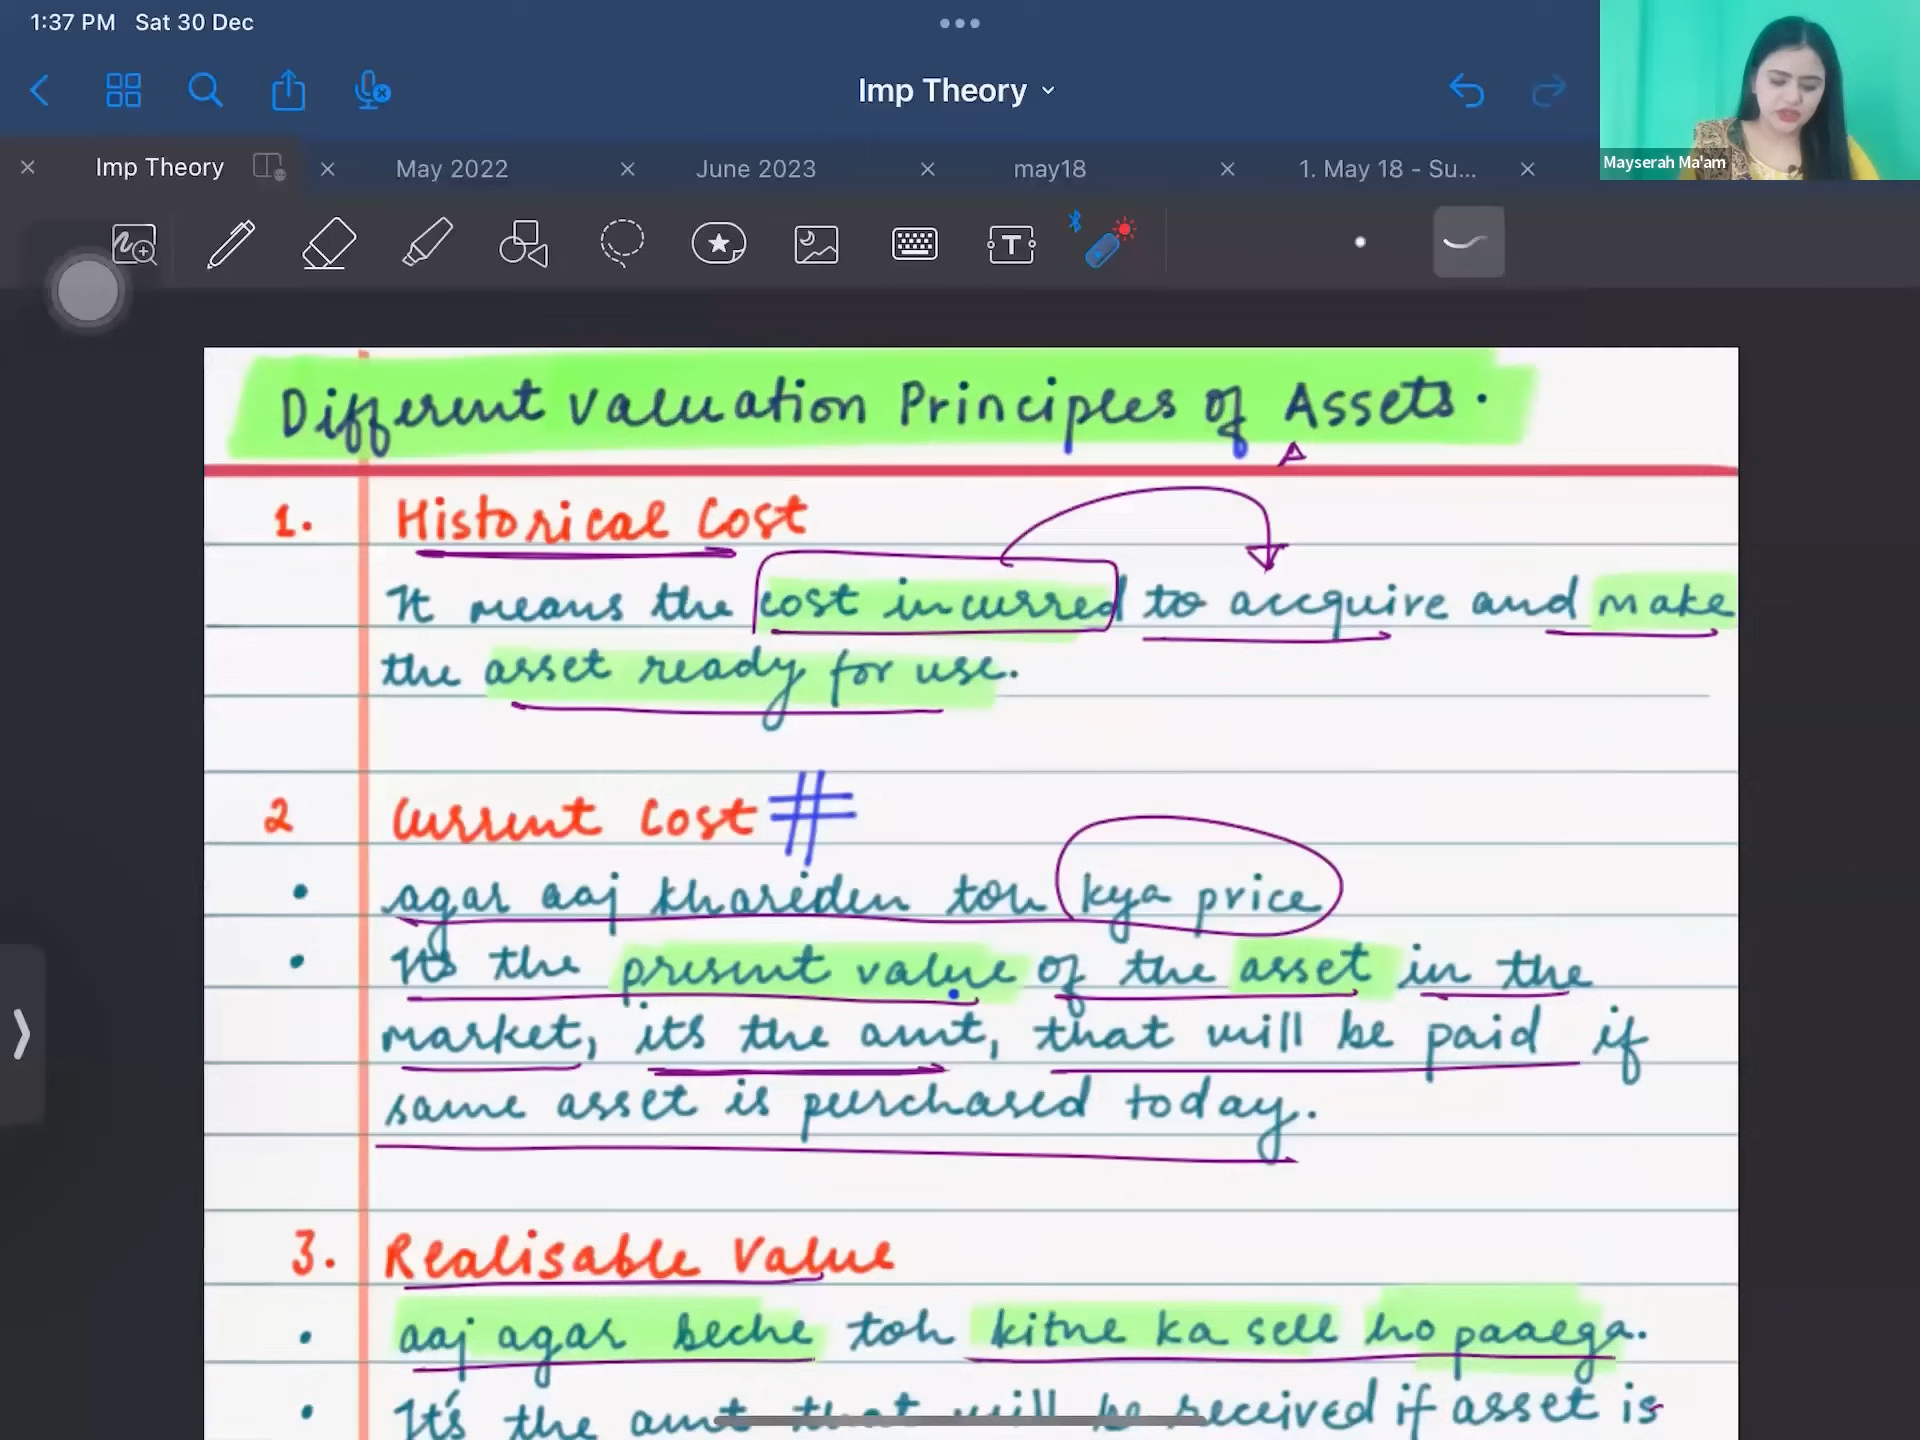 1:37 PM Sat 30 Dec
Imp Theory
Mayserah Ma'am
Imp Theory
May 2022
June 2023
may18
1. May 18 - Su...
T
Different Valuation Principles of Assets.
1. Historical Cost
It means the cost incurred to accquire and make
the asset ready for use.
2 Current Cost #
• agar aaj khariden toh kya price
• It's the present value of the asset in the
market, its the amt, that will be paid if
same asset is purchased today.
3. Realisable Value
• aaj agar beche toh kitne ka sell ho paaega.
• It's the amt that will be received if asset is